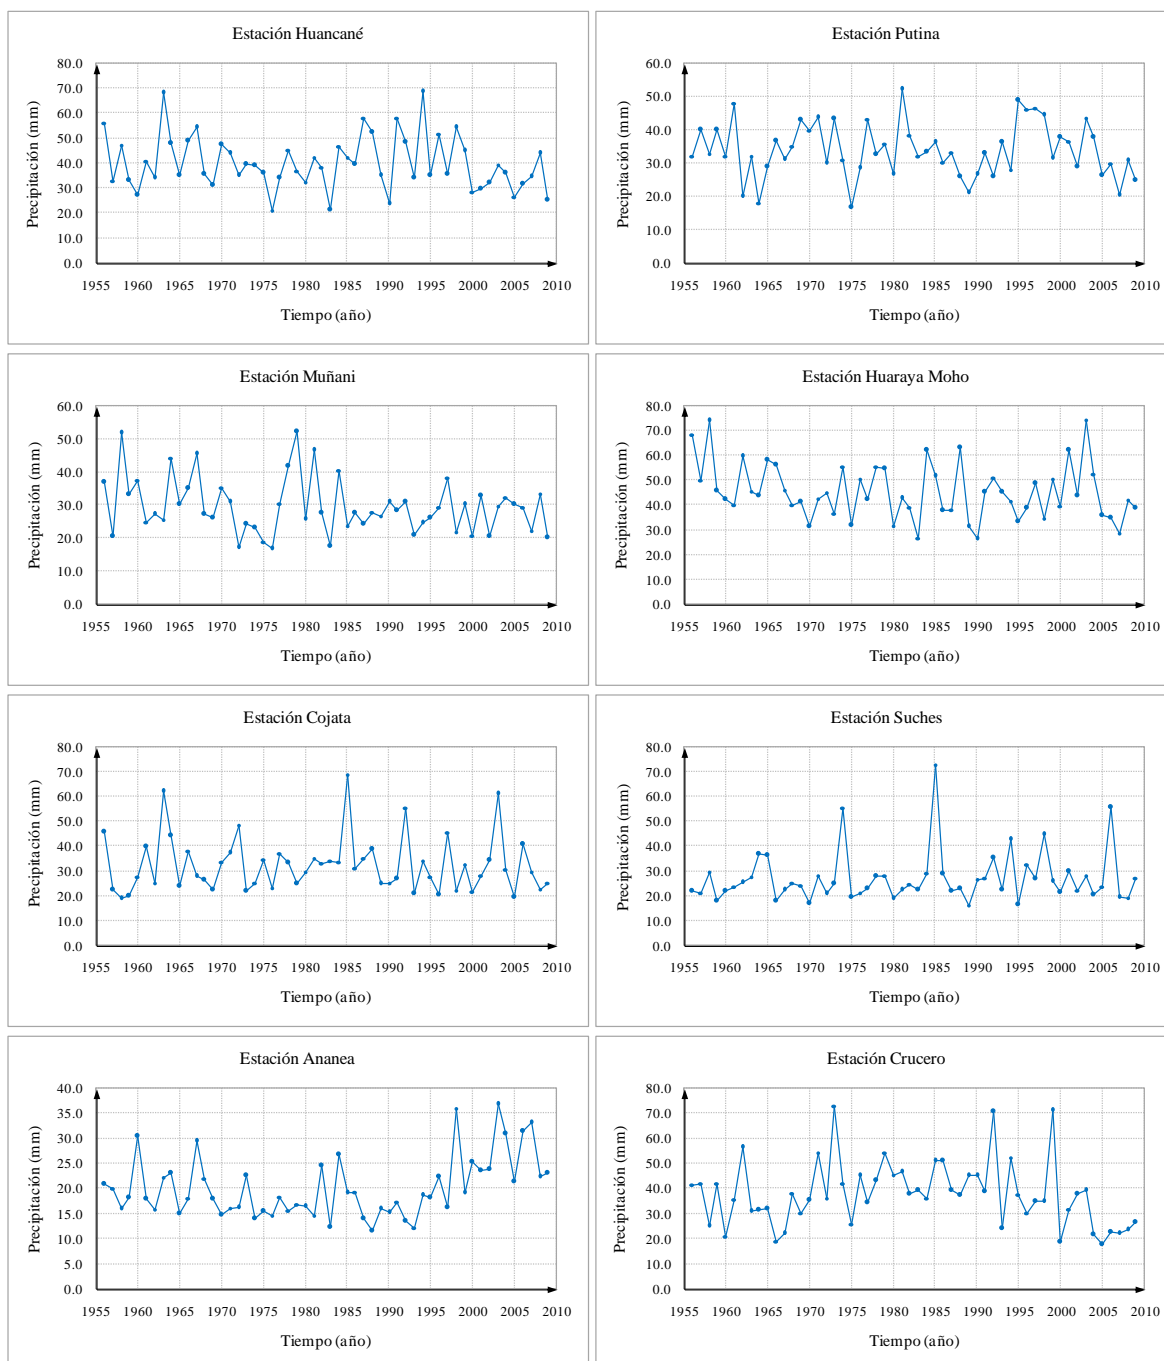 Estación Huancané
80.0
70.0
60.0
50.0
40.0
30.0
20.0
10.0
0.0
Precipitación (mm)
1955 1960 1965 1970 1975 1980 1985 1990 1995 2000 2005 2010
Tiempo (año)
Estación Putina
60.0
50.0
40.0
30.0
20.0
10.0
0.0
Precipitación (mm)
1955 1960 1965 1970 1975 1980 1985 1990 1995 2000 2005 2010
Tiempo (año)
Estación Muñani
60.0
50.0
40.0
30.0
20.0
10.0
0.0
Precipitación (mm)
1955 1960 1965 1970 1975 1980 1985 1990 1995 2000 2005 2010
Tiempo (año)
Estación Huaraya Moho
80.0
70.0
60.0
50.0
40.0
30.0
20.0
10.0
0.0
Precipitación (mm)
1955 1960 1965 1970 1975 1980 1985 1990 1995 2000 2005 2010
Tiempo (año)
Estación Cojata
80.0
70.0
60.0
50.0
40.0
30.0
20.0
10.0
0.0
Precipitación (mm)
1955 1960 1965 1970 1975 1980 1985 1990 1995 2000 2005 2010
Tiempo (año)
Estación Suches
80.0
70.0
60.0
50.0
40.0
30.0
20.0
10.0
0.0
Precipitación (mm)
1955 1960 1965 1970 1975 1980 1985 1990 1995 2000 2005 2010
Tiempo (año)
Estación Ananea
40.0
35.0
30.0
25.0
20.0
15.0
10.0
5.0
0.0
Precipitación (mm)
1955 1960 1965 1970 1975 1980 1985 1990 1995 2000 2005 2010
Tiempo (año)
Estación Crucero
80.0
70.0
60.0
50.0
40.0
30.0
20.0
10.0
0.0
Precipitación (mm)
1955 1960 1965 1970 1975 1980 1985 1990 1995 2000 2005 2010
Tiempo (año)